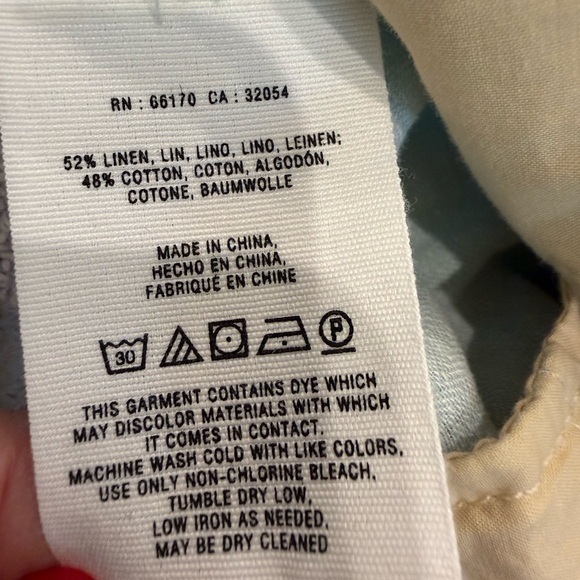 RN : 66170 CA : 32054
52% LINEN, LIN, LINO, LINO, LEINEN;
48% COTTON, COTON, ALGODÓN,
COTONE, BAUMWOLLE
MADE IN CHINA,
HECHO EN CHINA,
FABRIQUÉ EN CHINE
30 P
THIS GARMENT CONTAINS DYE WHICH
MAY DISCOLOR MATERIALS WITH WHICH
IT COMES IN CONTACT.
MACHINE WASH COLD WITH LIKE COLORS,
USE ONLY NON-CHLORINE BLEACH,
TUMBLE DRY LOW,
LOW IRON AS NEEDED,
MAY BE DRY CLEANED